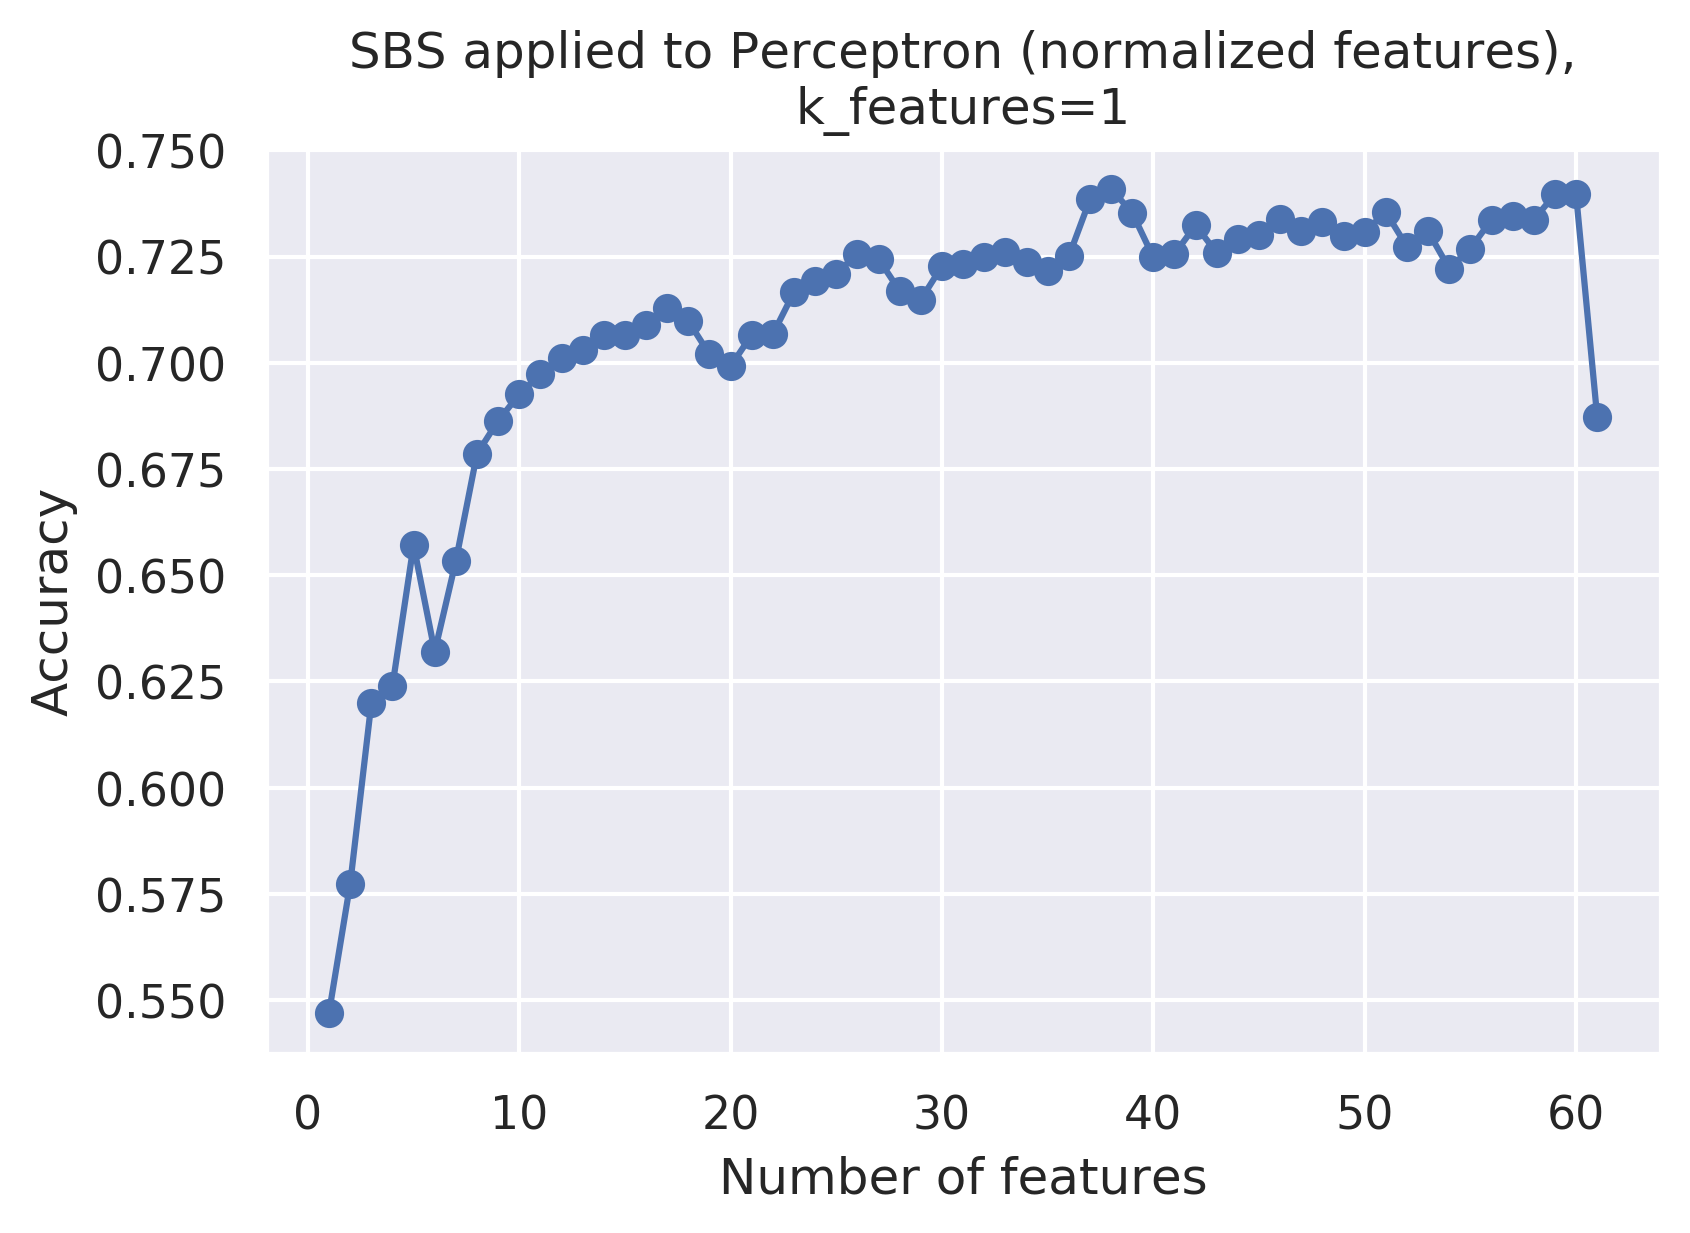 SBS applied to Perceptron (normalized features),
k_features=1
0.750
0.725
0.700
0.675
0.650
0.625
0.600
0.575
0.550
Accuracy
0 10 20 30 40 50 60
Number of features